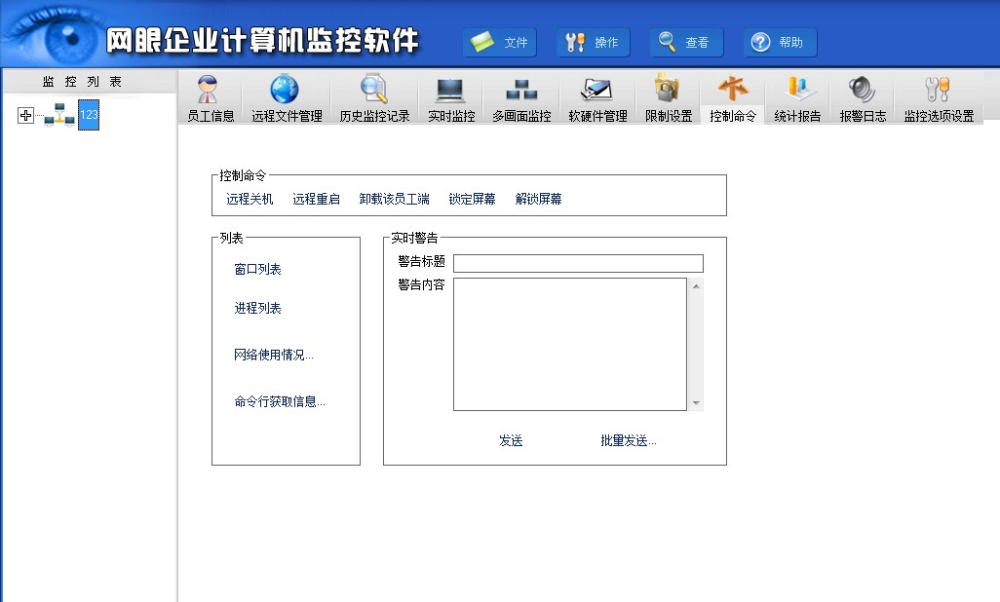 网眼企业计算机监控软件
文件 操作 查看 帮助
监 控 列 表
123
员工信息 远程文件管理 历史监控记录 实时监控 多画面监控 软硬件管理 限制设置 控制命令 统计报告 报警日志 监控选项设置
控制命令
远程关机 远程重启 卸载该员工端 锁定屏幕 解锁屏幕
列表
窗口列表
进程列表
网络使用情况...
命令行获取信息...
实时警告
警告标题
警告内容
发送 批量发送...